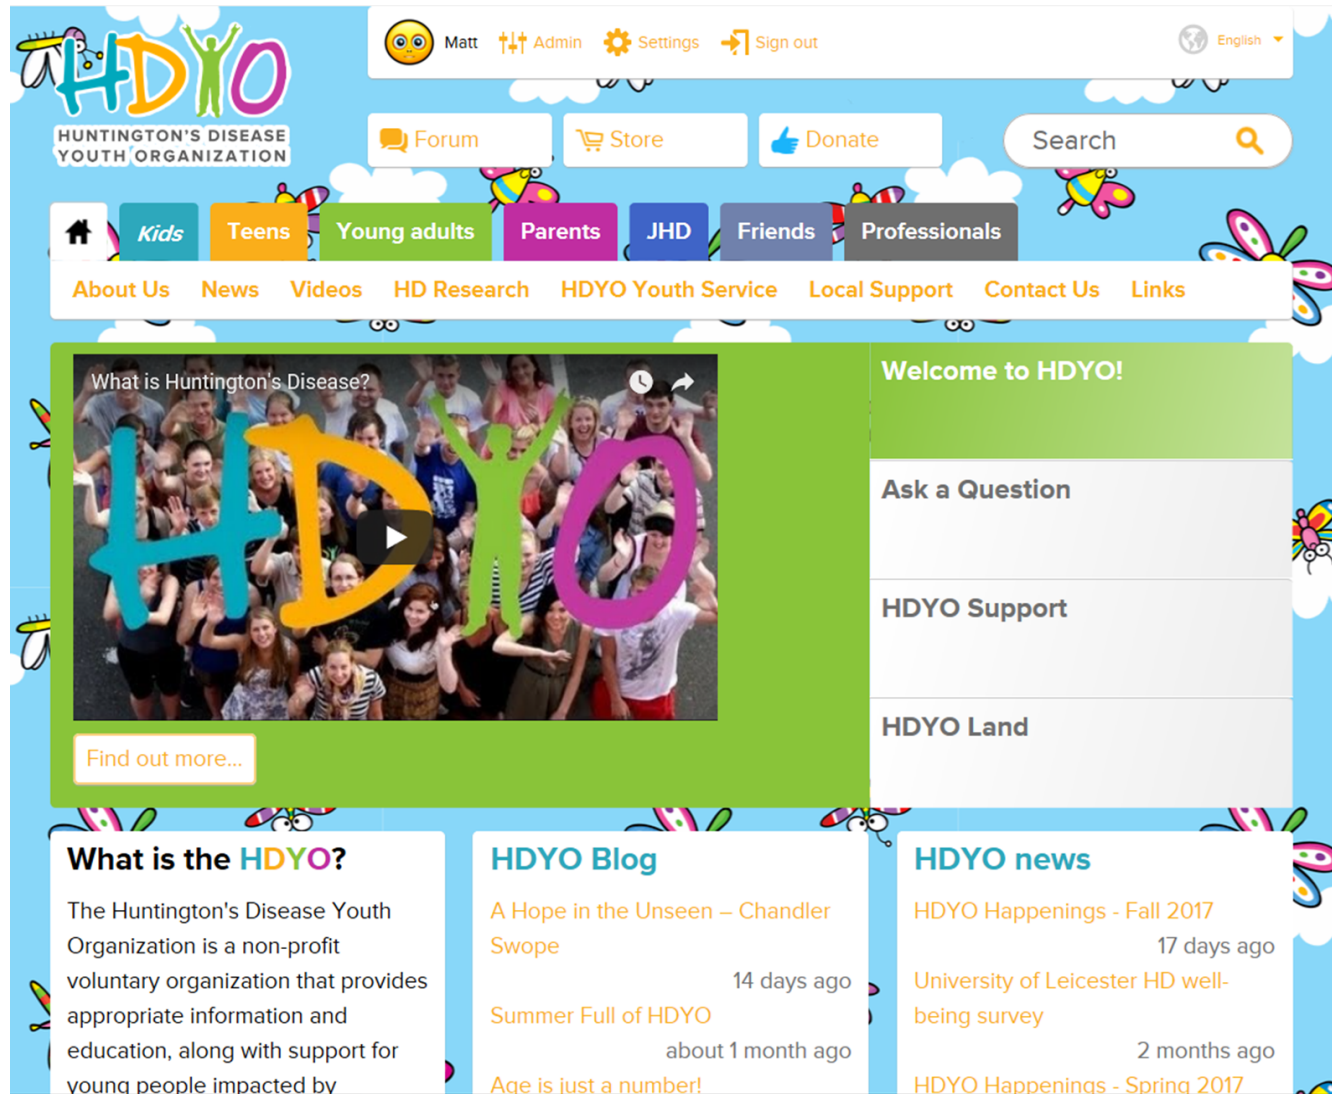 HDYO
HUNTINGTON'S DISEASE
YOUTH ORGANIZATION
Matt Admin Settings Sign out English
Forum Store Donate Search
Kids Teens Young adults Parents JHD Friends Professionals
About Us News Videos HD Research HDYO Youth Service Local Support Contact Us Links
What is Huntington's Disease?
HDYO
Find out more...
Welcome to HDYO!
Ask a Question
HDYO Support
HDYO Land
What is the HDYO?
The Huntington's Disease Youth
Organization is a non-profit
voluntary organization that provides
appropriate information and
education, along with support for
young people impacted by
HDYO Blog
A Hope in the Unseen – Chandler
Swope
14 days ago
Summer Full of HDYO
about 1 month ago
Age is just a number!
HDYO news
HDYO Happenings - Fall 2017
17 days ago
University of Leicester HD well-
being survey
2 months ago
HDYO Happenings - Spring 2017